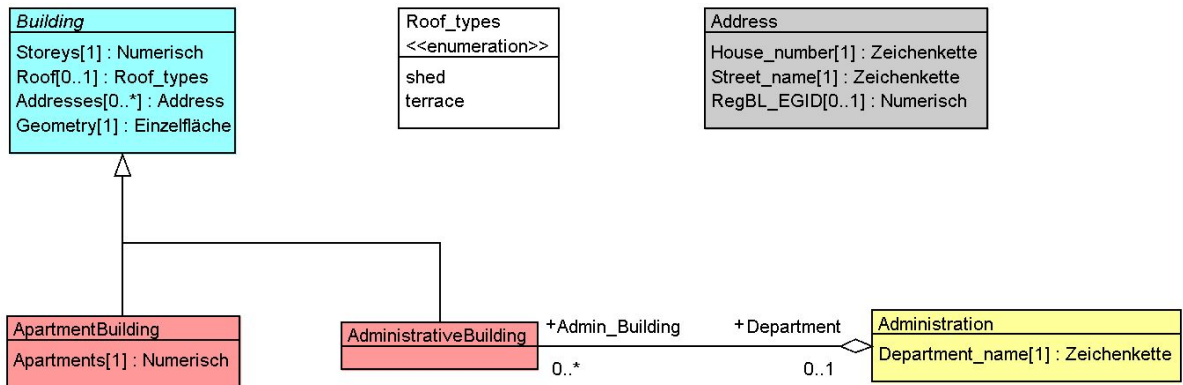 Building
Storeys[1] : Numerisch
Roof[0..1] : Roof_types
Addresses[0..*] : Address
Geometry[1] : Einzelfläche
Roof_types
<<enumeration>>
shed
terrace
Address
House_number[1] : Zeichenkette
Street_name[1] : Zeichenkette
RegBL_EGID[0..1] : Numerisch
ApartmentBuilding
Apartments[1] : Numerisch
AdministrativeBuilding
+Admin_Building
0..*
+Department
0..1
Administration
Department_name[1] : Zeichenkette